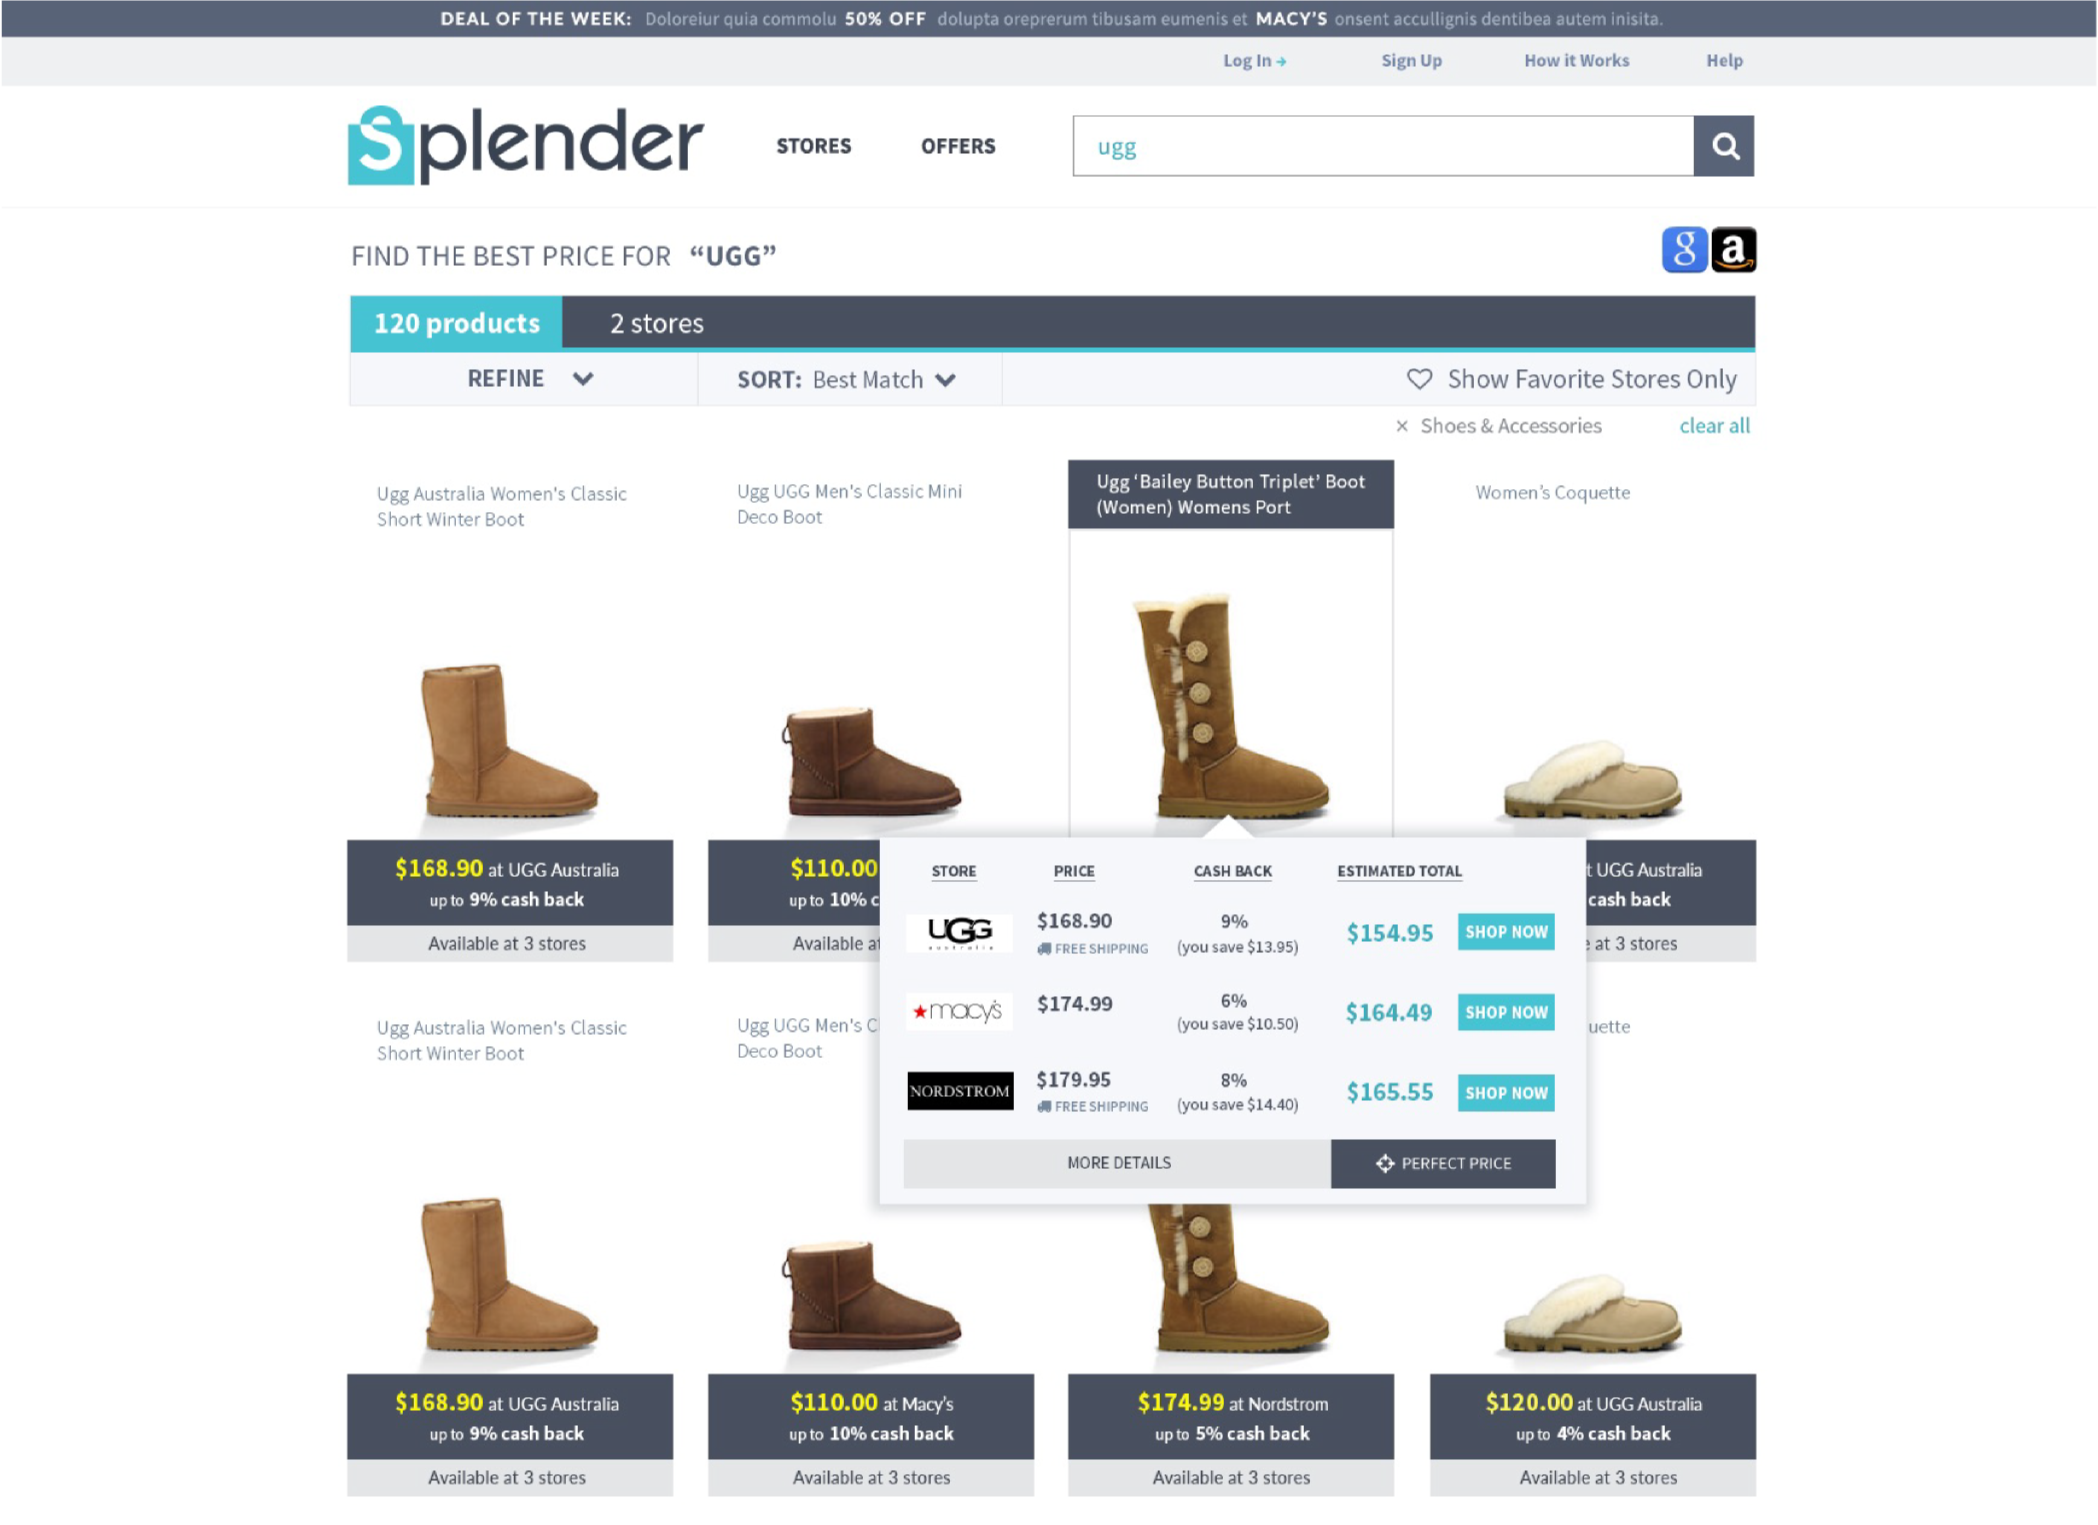 DEAL OF THE WEEK: Doloreiur quia commolu 50% OFF dolupta oreprerum tibusam eumenis et MACY'S onsent accullignis dentibea autem inisita.
Log In → Sign Up How it Works Help
Splender STORES OFFERS ugg
FIND THE BEST PRICE FOR “UGG” g a
120 products 2 stores
REFINE SORT: Best Match Show Favorite Stores Only
× Shoes & Accessories clear all
Ugg Australia Women's Classic
Short Winter Boot
Ugg UGG Men's Classic Mini
Deco Boot
Ugg ‘Bailey Button Triplet’ Boot
(Women) Womens Port
Women’s Coquette
$168.90 at UGG Australia
up to 9% cash back
Available at 3 stores
$110.00
up to 10% c
Available at
STORE PRICE CASH BACK ESTIMATED TOTAL
UGG australia $168.90 9% $154.95 SHOP NOW
FREE SHIPPING (you save $13.95)
macy's $174.99 6% $164.49 SHOP NOW
(you save $10.50)
NORDSTROM $179.95 8% $165.55 SHOP NOW
FREE SHIPPING (you save $14.40)
MORE DETAILS PERFECT PRICE
t UGG Australia
cash back
at 3 stores
Ugg Australia Women's Classic
Short Winter Boot
Ugg UGG Men's C
Deco Boot
uette
$168.90 at UGG Australia
up to 9% cash back
Available at 3 stores
$110.00 at Macy’s
up to 10% cash back
Available at 3 stores
$174.99 at Nordstrom
up to 5% cash back
Available at 3 stores
$120.00 at UGG Australia
up to 4% cash back
Available at 3 stores